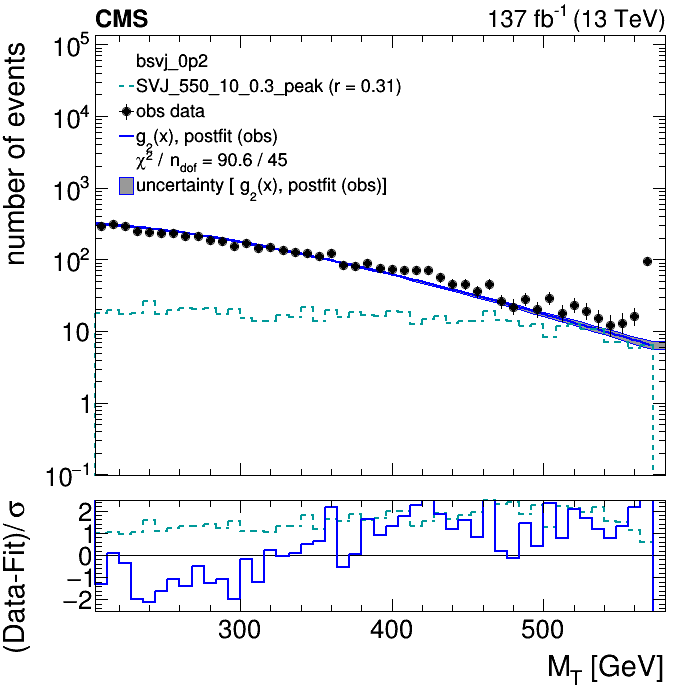 CMS 137 fb⁻¹ (13 TeV)
number of events
10⁵
10⁴
10³
10²
10
1
10⁻¹
bsvj_0p2
SVJ_550_10_0.3_peak (r = 0.31)
obs data
g₂(x), postfit (obs)
χ² / n_dof = 90.6 / 45
uncertainty [ g₂(x), postfit (obs)]
(Data-Fit)/σ
2
1
0
−1
−2
300 400 500
M_T [GeV]